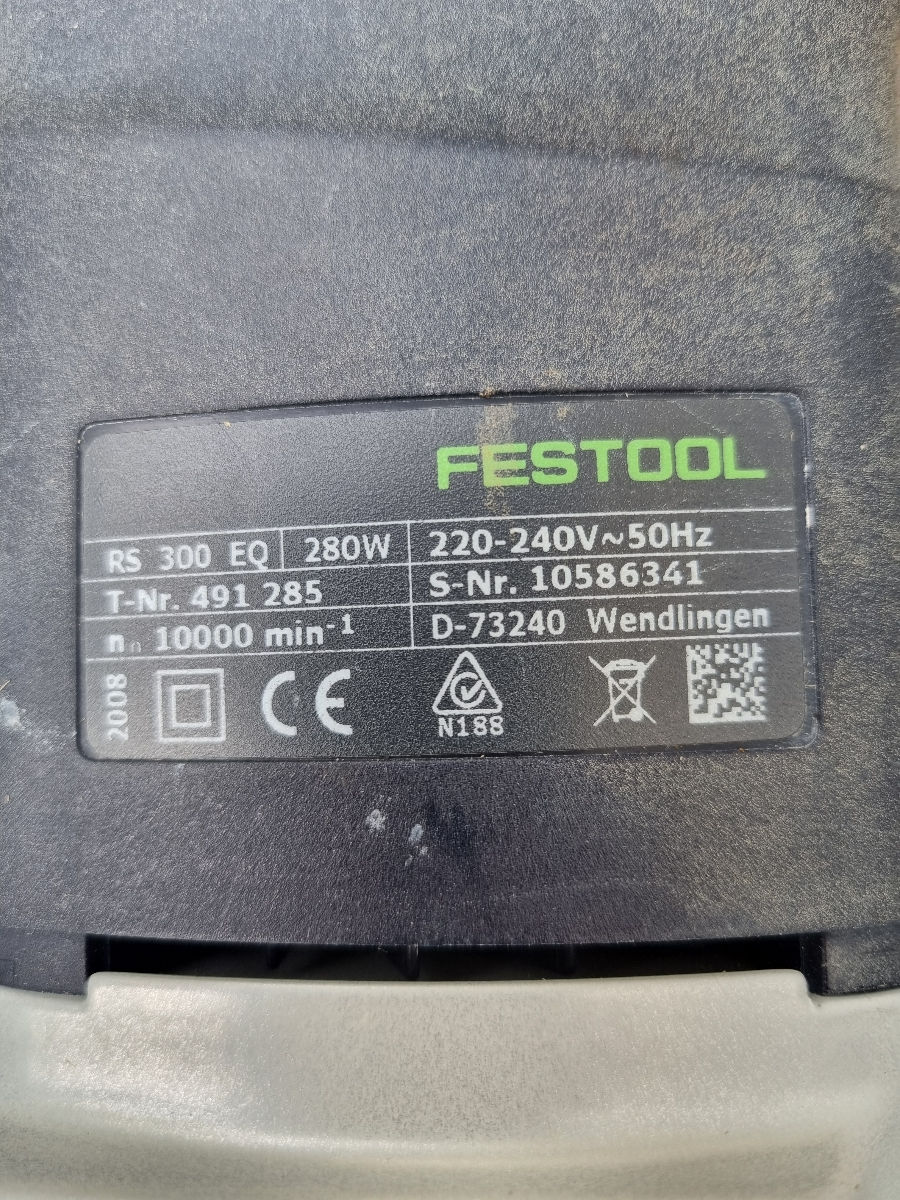 FESTOOL
RS 300 EQ 280W 220-240V~50Hz
T-Nr. 491 285 S-Nr. 10586341
n₀ 10000 min⁻¹ D-73240 Wendlingen
2008 CE N188